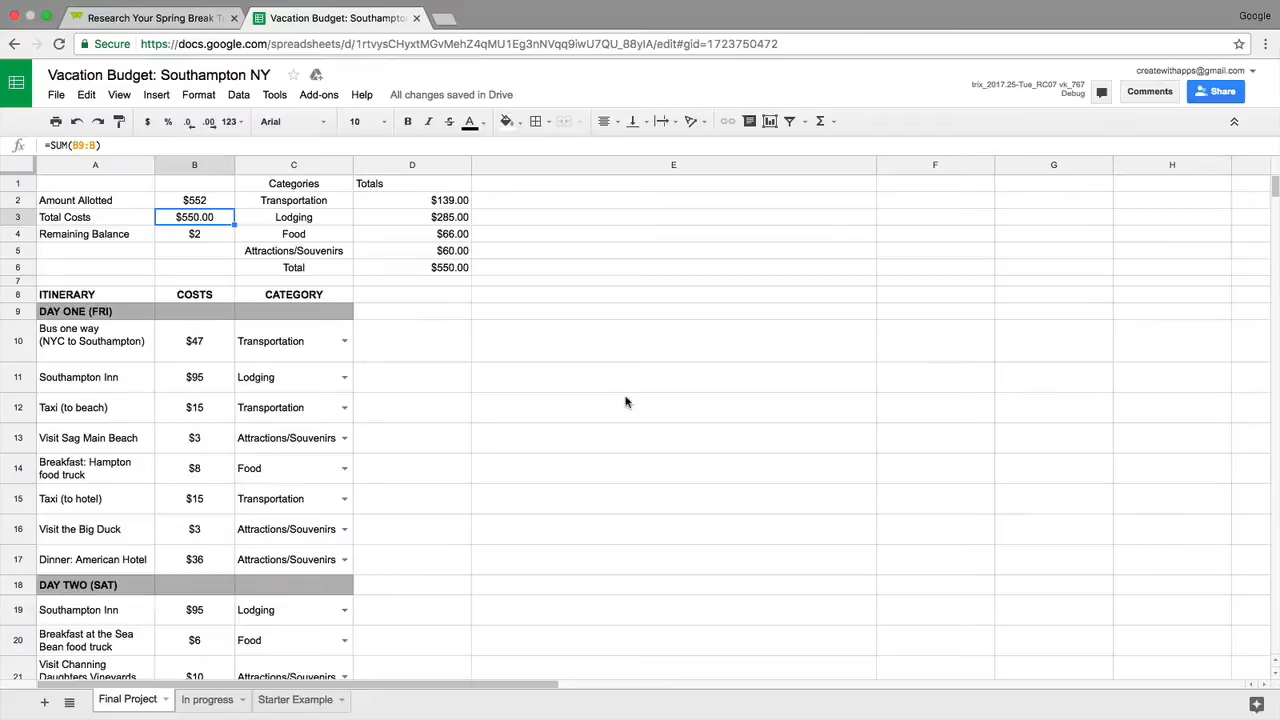 Research Your Spring Break T
Vacation Budget: Southampton
Google
Secure https://docs.google.com/spreadsheets/d/1rtvysCHyxtMGvMehZ4qMU1Eg3nNVqq9iwU7QU_88yIA/edit#gid=1723750472
Vacation Budget: Southampton NY
createwithapps@gmail.com
trix_2017.25-Tue_RC07 vk_767
Debug
Comments
Share
File Edit View Insert Format Data Tools Add-ons Help All changes saved in Drive
$ % .0 .00 123 Arial 10 B I S A Σ
fx =SUM(B9:B)
A B C D E F G H
1 Categories Totals
2 Amount Allotted $552 Transportation $139.00
3 Total Costs $550.00 Lodging $285.00
4 Remaining Balance $2 Food $66.00
5 Attractions/Souvenirs $60.00
6 Total $550.00
7
8 ITINERARY COSTS CATEGORY
9 DAY ONE (FRI)
Bus one way
10 (NYC to Southampton) $47 Transportation
11 Southampton Inn $95 Lodging
12 Taxi (to beach) $15 Transportation
13 Visit Sag Main Beach $3 Attractions/Souvenirs
Breakfast: Hampton
14 food truck $8 Food
15 Taxi (to hotel) $15 Transportation
16 Visit the Big Duck $3 Attractions/Souvenirs
17 Dinner: American Hotel $36 Attractions/Souvenirs
18 DAY TWO (SAT)
19 Southampton Inn $95 Lodging
Breakfast at the Sea
20 Bean food truck $6 Food
Visit Channing
21 Daughters Vineyards $10 Attractions/Souvenirs
Final Project In progress Starter Example